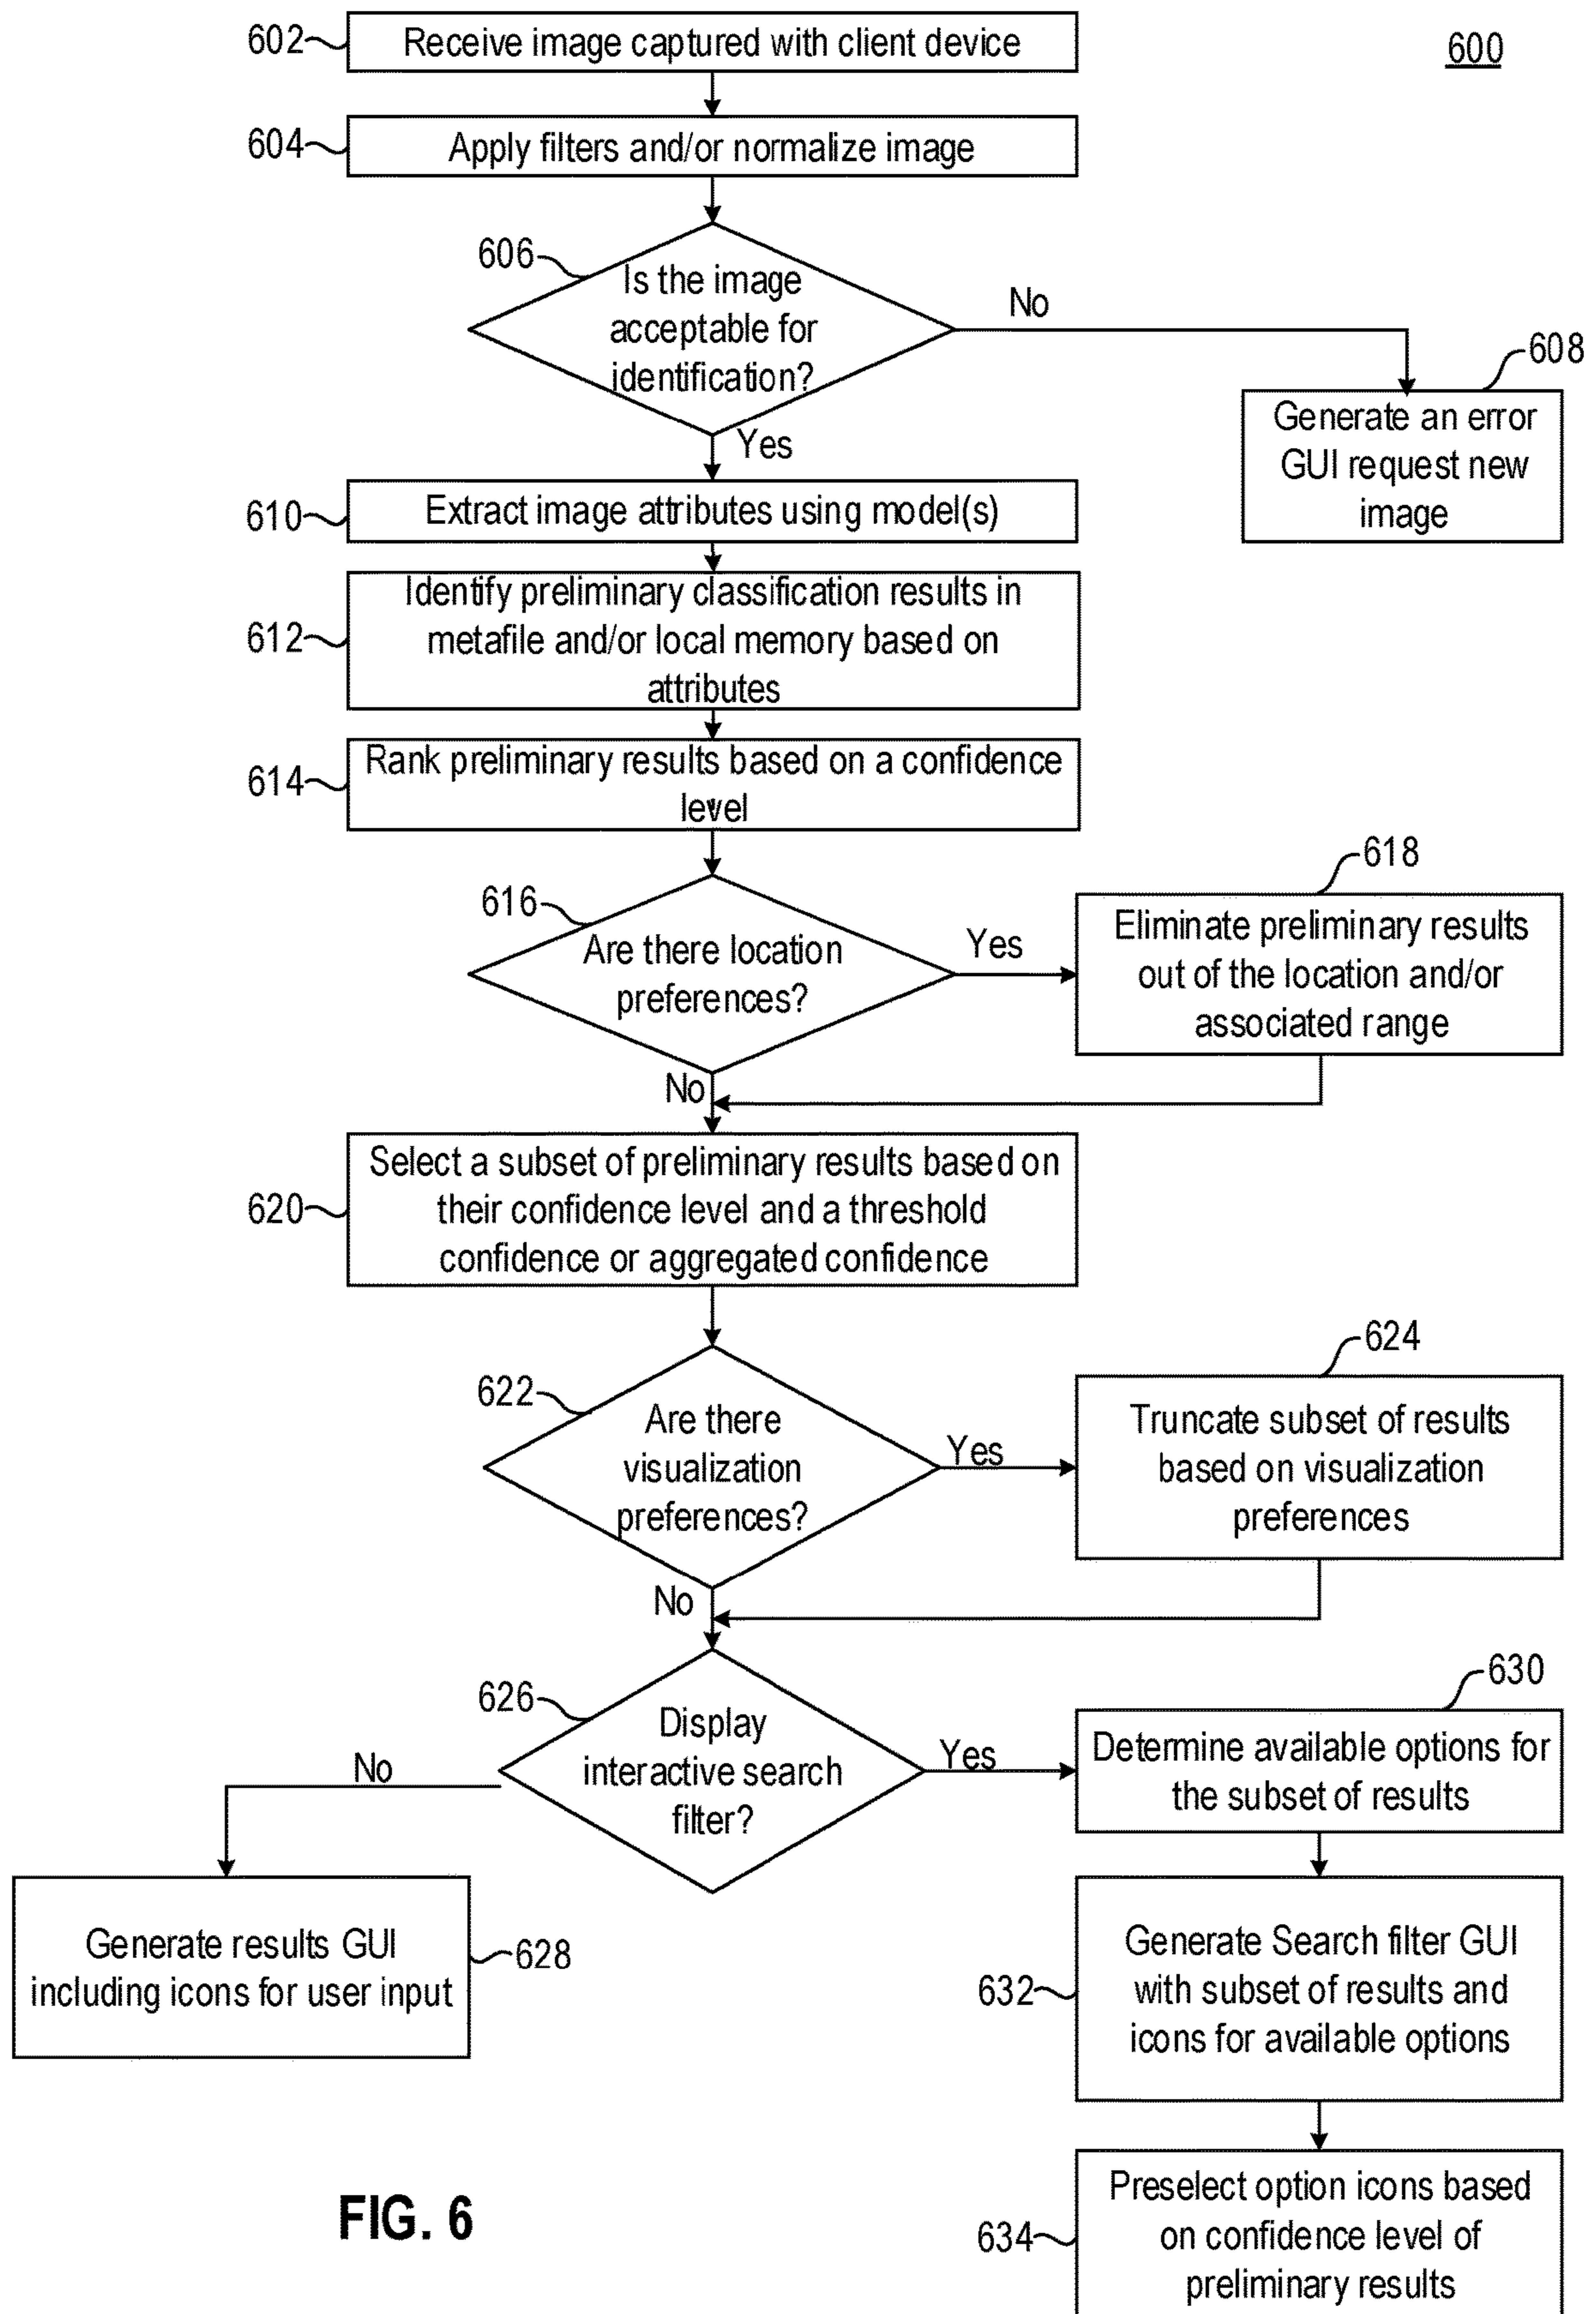 600
602
Receive image captured with client device
604
Apply filters and/or normalize image
606
Is the image
acceptable for
identification?
No
Yes
608
Generate an error
GUI request new
image
610
Extract image attributes using model(s)
612
Identify preliminary classification results in
metafile and/or local memory based on
attributes
614
Rank preliminary results based on a confidence
level
616
Are there location
preferences?
Yes
No
618
Eliminate preliminary results
out of the location and/or
associated range
620
Select a subset of preliminary results based on
their confidence level and a threshold
confidence or aggregated confidence
622
Are there
visualization
preferences?
Yes
No
624
Truncate subset of results
based on visualization
preferences
626
Display
interactive search
filter?
No
Yes
628
Generate results GUI
including icons for user input
630
Determine available options for
the subset of results
632
Generate Search filter GUI
with subset of results and
icons for available options
634
Preselect option icons based
on confidence level of
preliminary results
FIG. 6